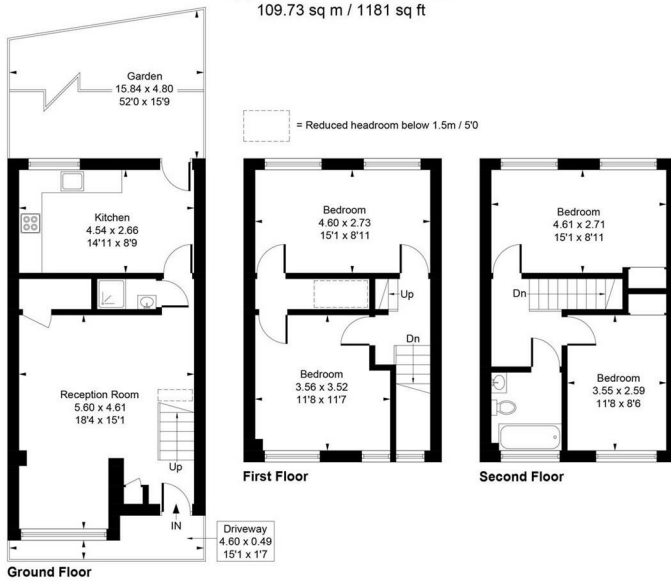 109.73 sq m / 1181 sq ft
Garden
15.84 x 4.80
52'0 x 15'9
= Reduced headroom below 1.5m / 5'0
Kitchen
4.54 x 2.66
14'11 x 8'9
Reception Room
5.60 x 4.61
18'4 x 15'1
Up
IN
Driveway
4.60 x 0.49
15'1 x 1'7
Ground Floor
Bedroom
4.60 x 2.73
15'1 x 8'11
Up
Dn
Bedroom
3.56 x 3.52
11'8 x 11'7
First Floor
Bedroom
4.61 x 2.71
15'1 x 8'11
Dn
Bedroom
3.55 x 2.59
11'8 x 8'6
Second Floor